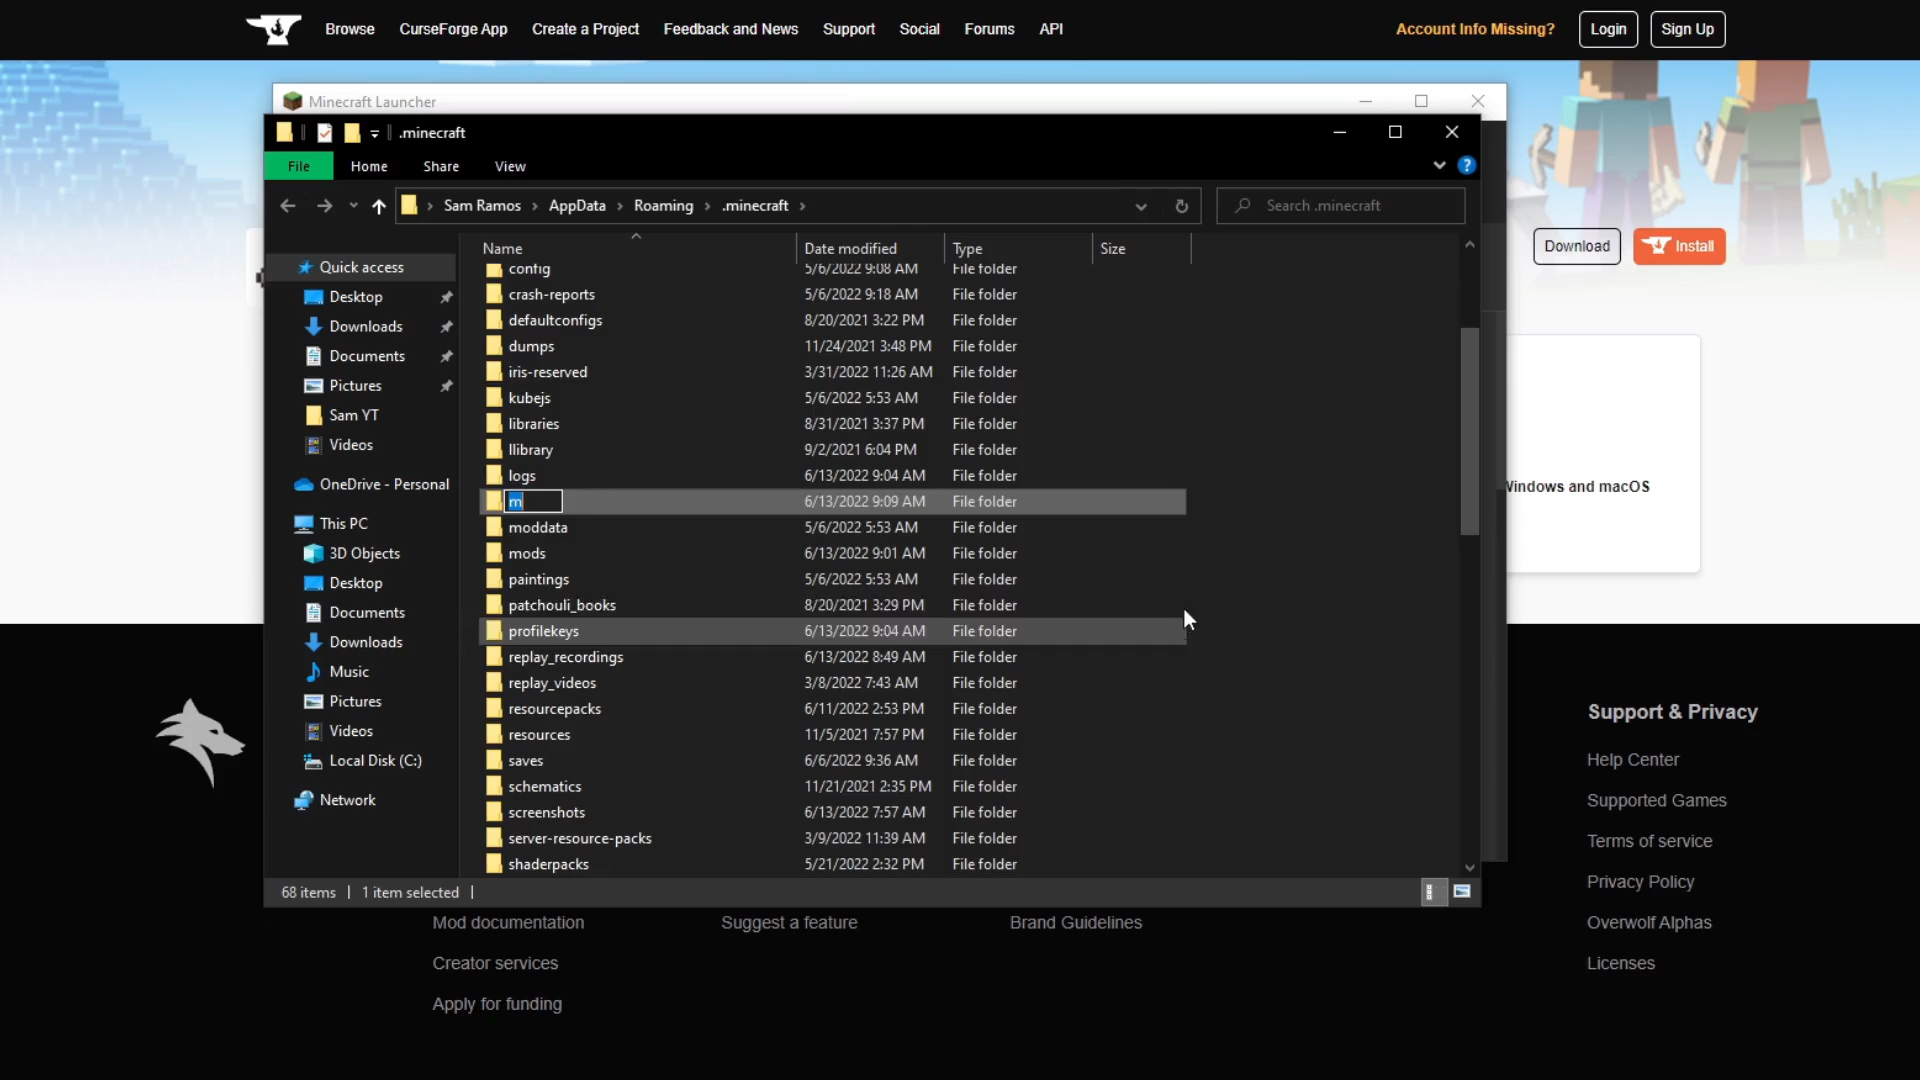 Browse CurseForge App Create a Project Feedback and News Support Social Forums API Account Info Missing? Login Sign Up
Minecraft Launcher
.minecraft
File Home Share View
Sam Ramos AppData Roaming .minecraft Search .minecraft
Download Install
Name Date modified Type Size
Quick access
Desktop
Downloads
Documents
Pictures
Sam YT
Videos
OneDrive - Personal
This PC
3D Objects
Desktop
Documents
Downloads
Music
Pictures
Videos
Local Disk (C:)
Network
config 5/6/2022 9:08 AM File folder
crash-reports 5/6/2022 9:18 AM File folder
defaultconfigs 8/20/2021 3:22 PM File folder
dumps 11/24/2021 3:48 PM File folder
iris-reserved 3/31/2022 11:26 AM File folder
kubejs 5/6/2022 5:53 AM File folder
libraries 8/31/2021 3:37 PM File folder
llibrary 9/2/2021 6:04 PM File folder
logs 6/13/2022 9:04 AM File folder
m 6/13/2022 9:09 AM File folder
moddata 5/6/2022 5:53 AM File folder
mods 6/13/2022 9:01 AM File folder
paintings 5/6/2022 5:53 AM File folder
patchouli_books 8/20/2021 3:29 PM File folder
profilekeys 6/13/2022 9:04 AM File folder
replay_recordings 6/13/2022 8:49 AM File folder
replay_videos 3/8/2022 7:43 AM File folder
resourcepacks 6/11/2022 2:53 PM File folder
resources 11/5/2021 7:57 PM File folder
saves 6/6/2022 9:36 AM File folder
schematics 11/21/2021 2:35 PM File folder
screenshots 6/13/2022 7:57 AM File folder
server-resource-packs 3/9/2022 11:39 AM File folder
shaderpacks 5/21/2022 2:32 PM File folder
68 items 1 item selected
Windows and macOS
Mod documentation
Creator services
Apply for funding
Suggest a feature
Brand Guidelines
Support & Privacy
Help Center
Supported Games
Terms of service
Privacy Policy
Overwolf Alphas
Licenses